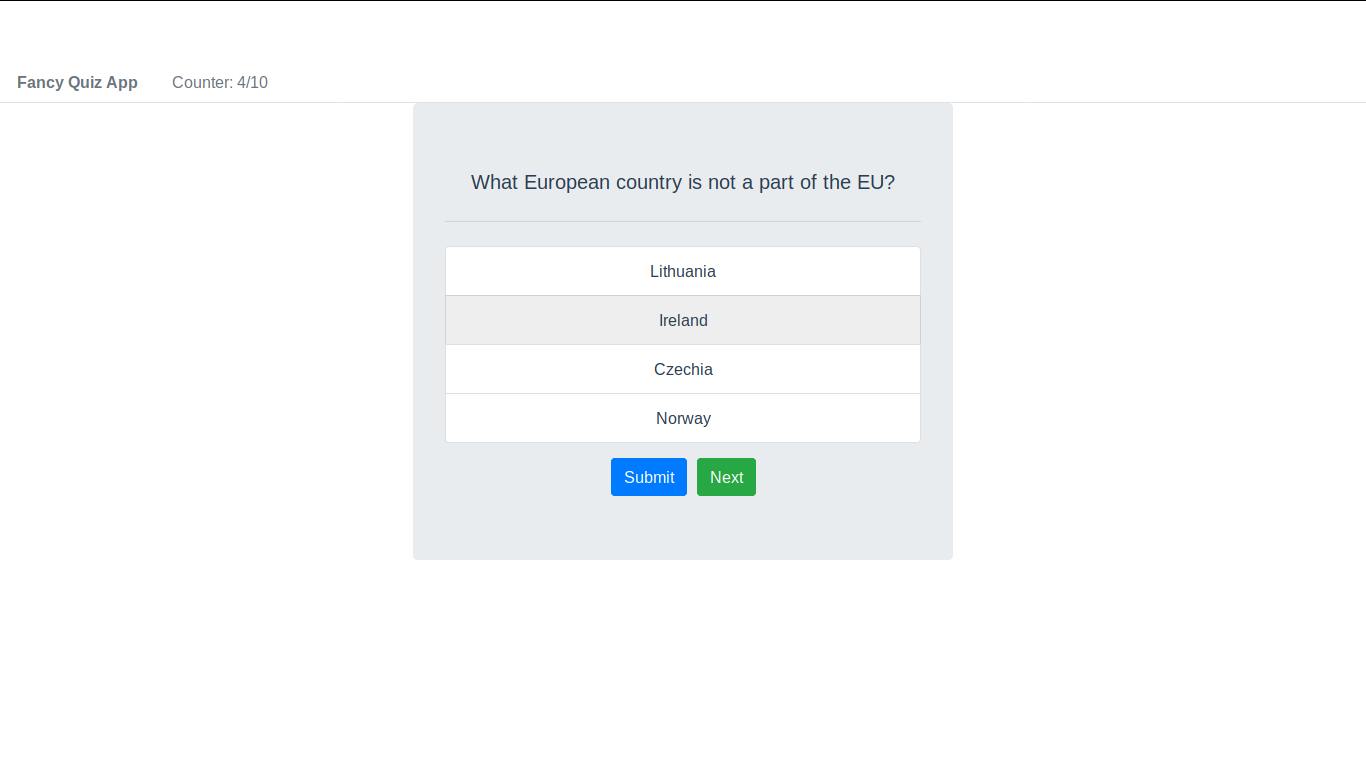 Fancy Quiz App Counter: 4/10
What European country is not a part of the EU?
Lithuania
Ireland
Czechia
Norway
Submit Next